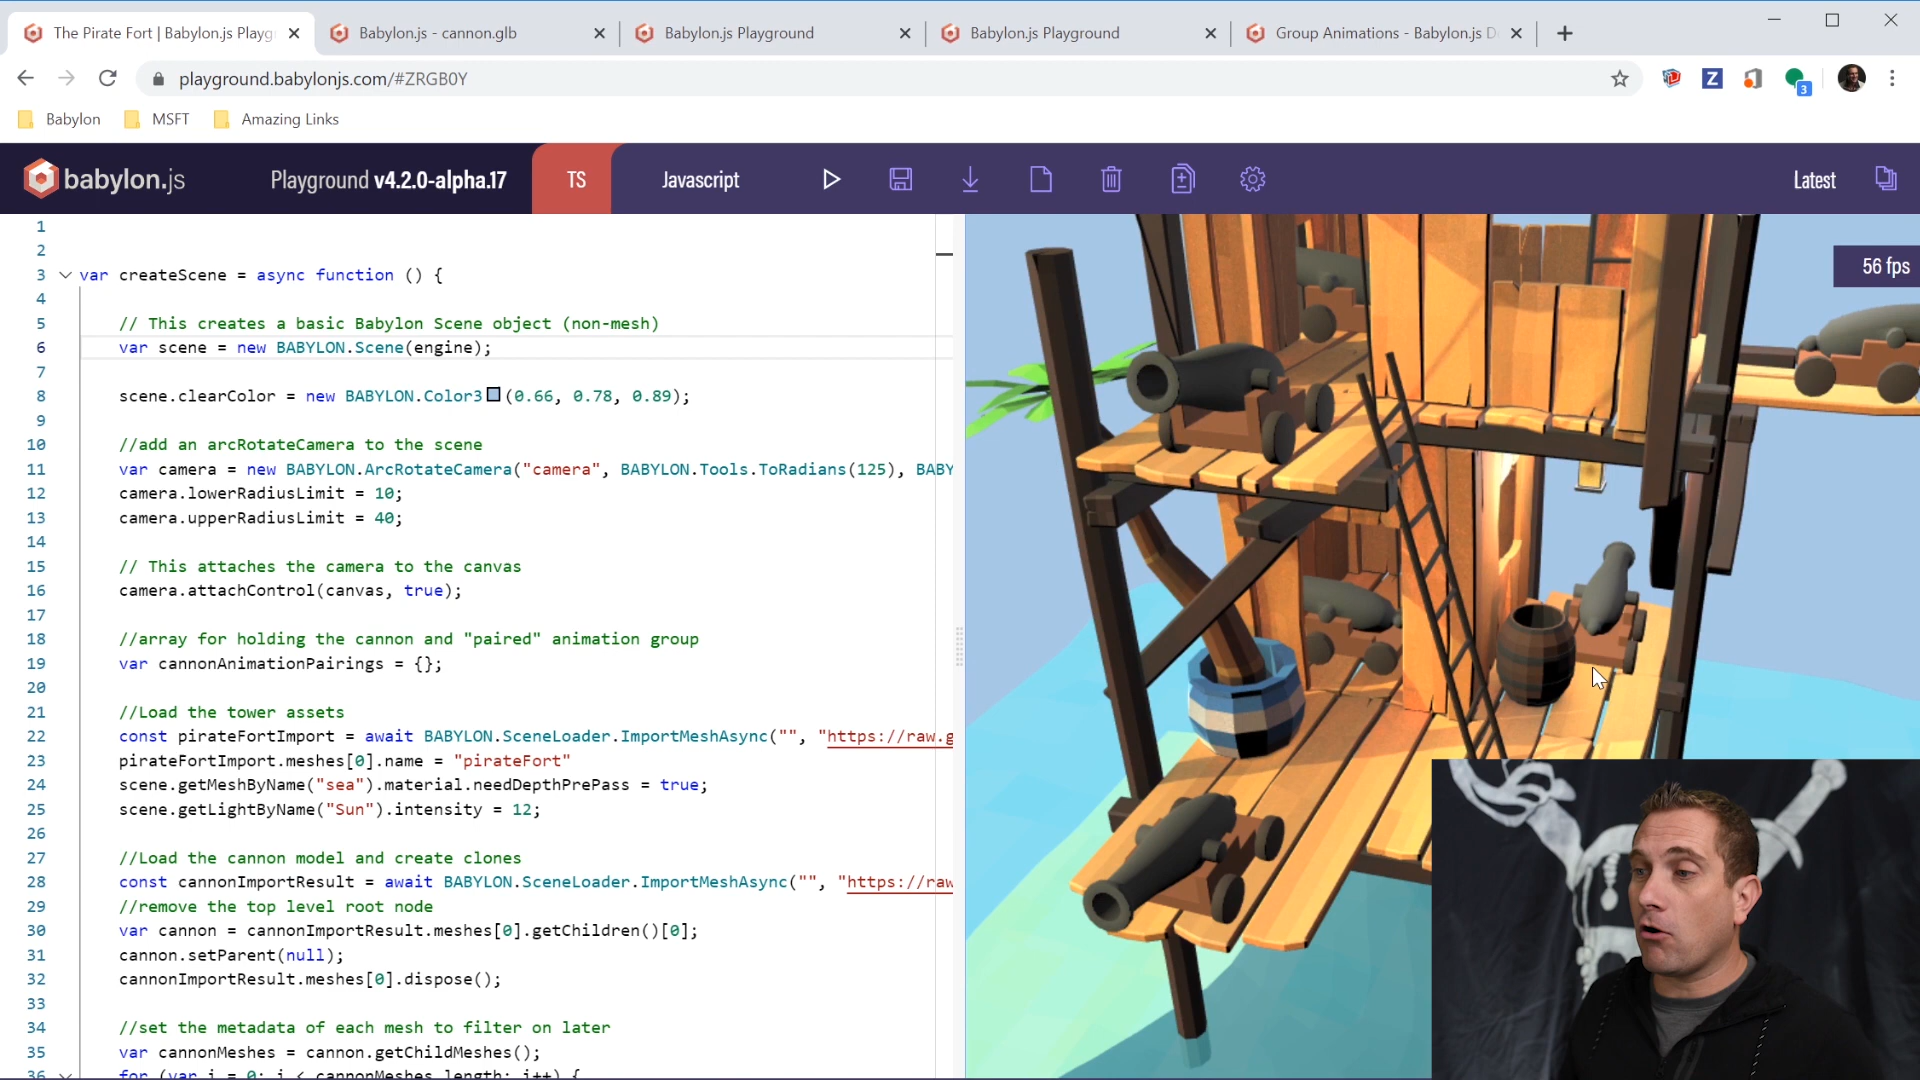 The Pirate Fort | Babylon.js Playg
Babylon.js - cannon.glb
Babylon.js Playground
Babylon.js Playground
Group Animations - Babylon.js D
playground.babylonjs.com/#ZRGB0Y
Z
3
Babylon
MSFT
Amazing Links
babylon.js
Playground v4.2.0-alpha.17
TS
Javascript
Latest
56 fps
1
2
3 var createScene = async function () {
4
5 // This creates a basic Babylon Scene object (non-mesh)
6 var scene = new BABYLON.Scene(engine);
7
8 scene.clearColor = new BABYLON.Color3(0.66, 0.78, 0.89);
9
10 //add an arcRotateCamera to the scene
11 var camera = new BABYLON.ArcRotateCamera("camera", BABYLON.Tools.ToRadians(125), BABY
12 camera.lowerRadiusLimit = 10;
13 camera.upperRadiusLimit = 40;
14
15 // This attaches the camera to the canvas
16 camera.attachControl(canvas, true);
17
18 //array for holding the cannon and "paired" animation group
19 var cannonAnimationPairings = {};
20
21 //Load the tower assets
22 const pirateFortImport = await BABYLON.SceneLoader.ImportMeshAsync("", "https://raw.g
23 pirateFortImport.meshes[0].name = "pirateFort"
24 scene.getMeshByName("sea").material.needDepthPrePass = true;
25 scene.getLightByName("Sun").intensity = 12;
26
27 //Load the cannon model and create clones
28 const cannonImportResult = await BABYLON.SceneLoader.ImportMeshAsync("", "https://raw
29 //remove the top level root node
30 var cannon = cannonImportResult.meshes[0].getChildren()[0];
31 cannon.setParent(null);
32 cannonImportResult.meshes[0].dispose();
33
34 //set the metadata of each mesh to filter on later
35 var cannonMeshes = cannon.getChildMeshes();
36 for (var i = 0; i < cannonMeshes.length; i++) {